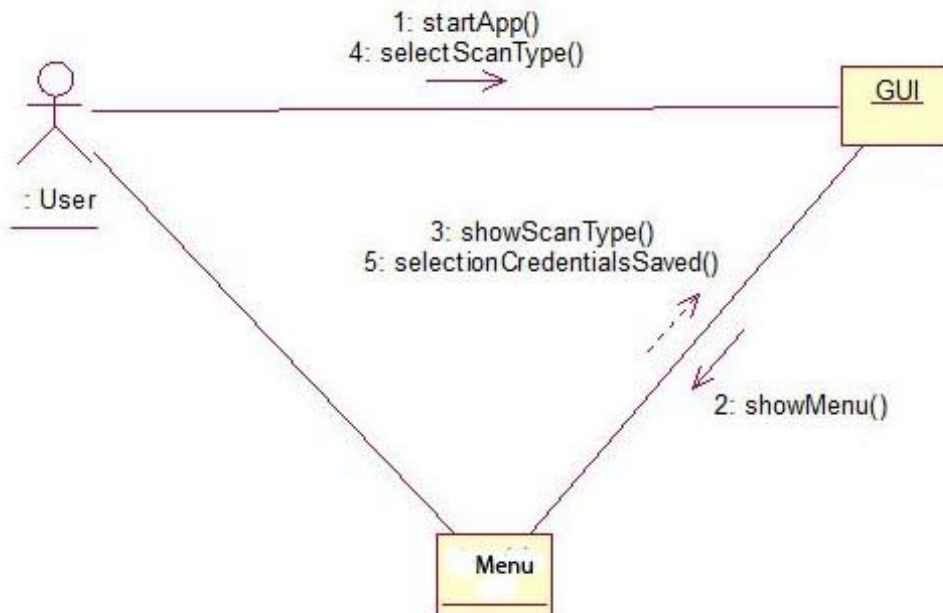 1: startApp()
4: selectScanType()
GUI
: User
3: showScanType()
5: selectionCredentialsSaved()
2: showMenu()
Menu